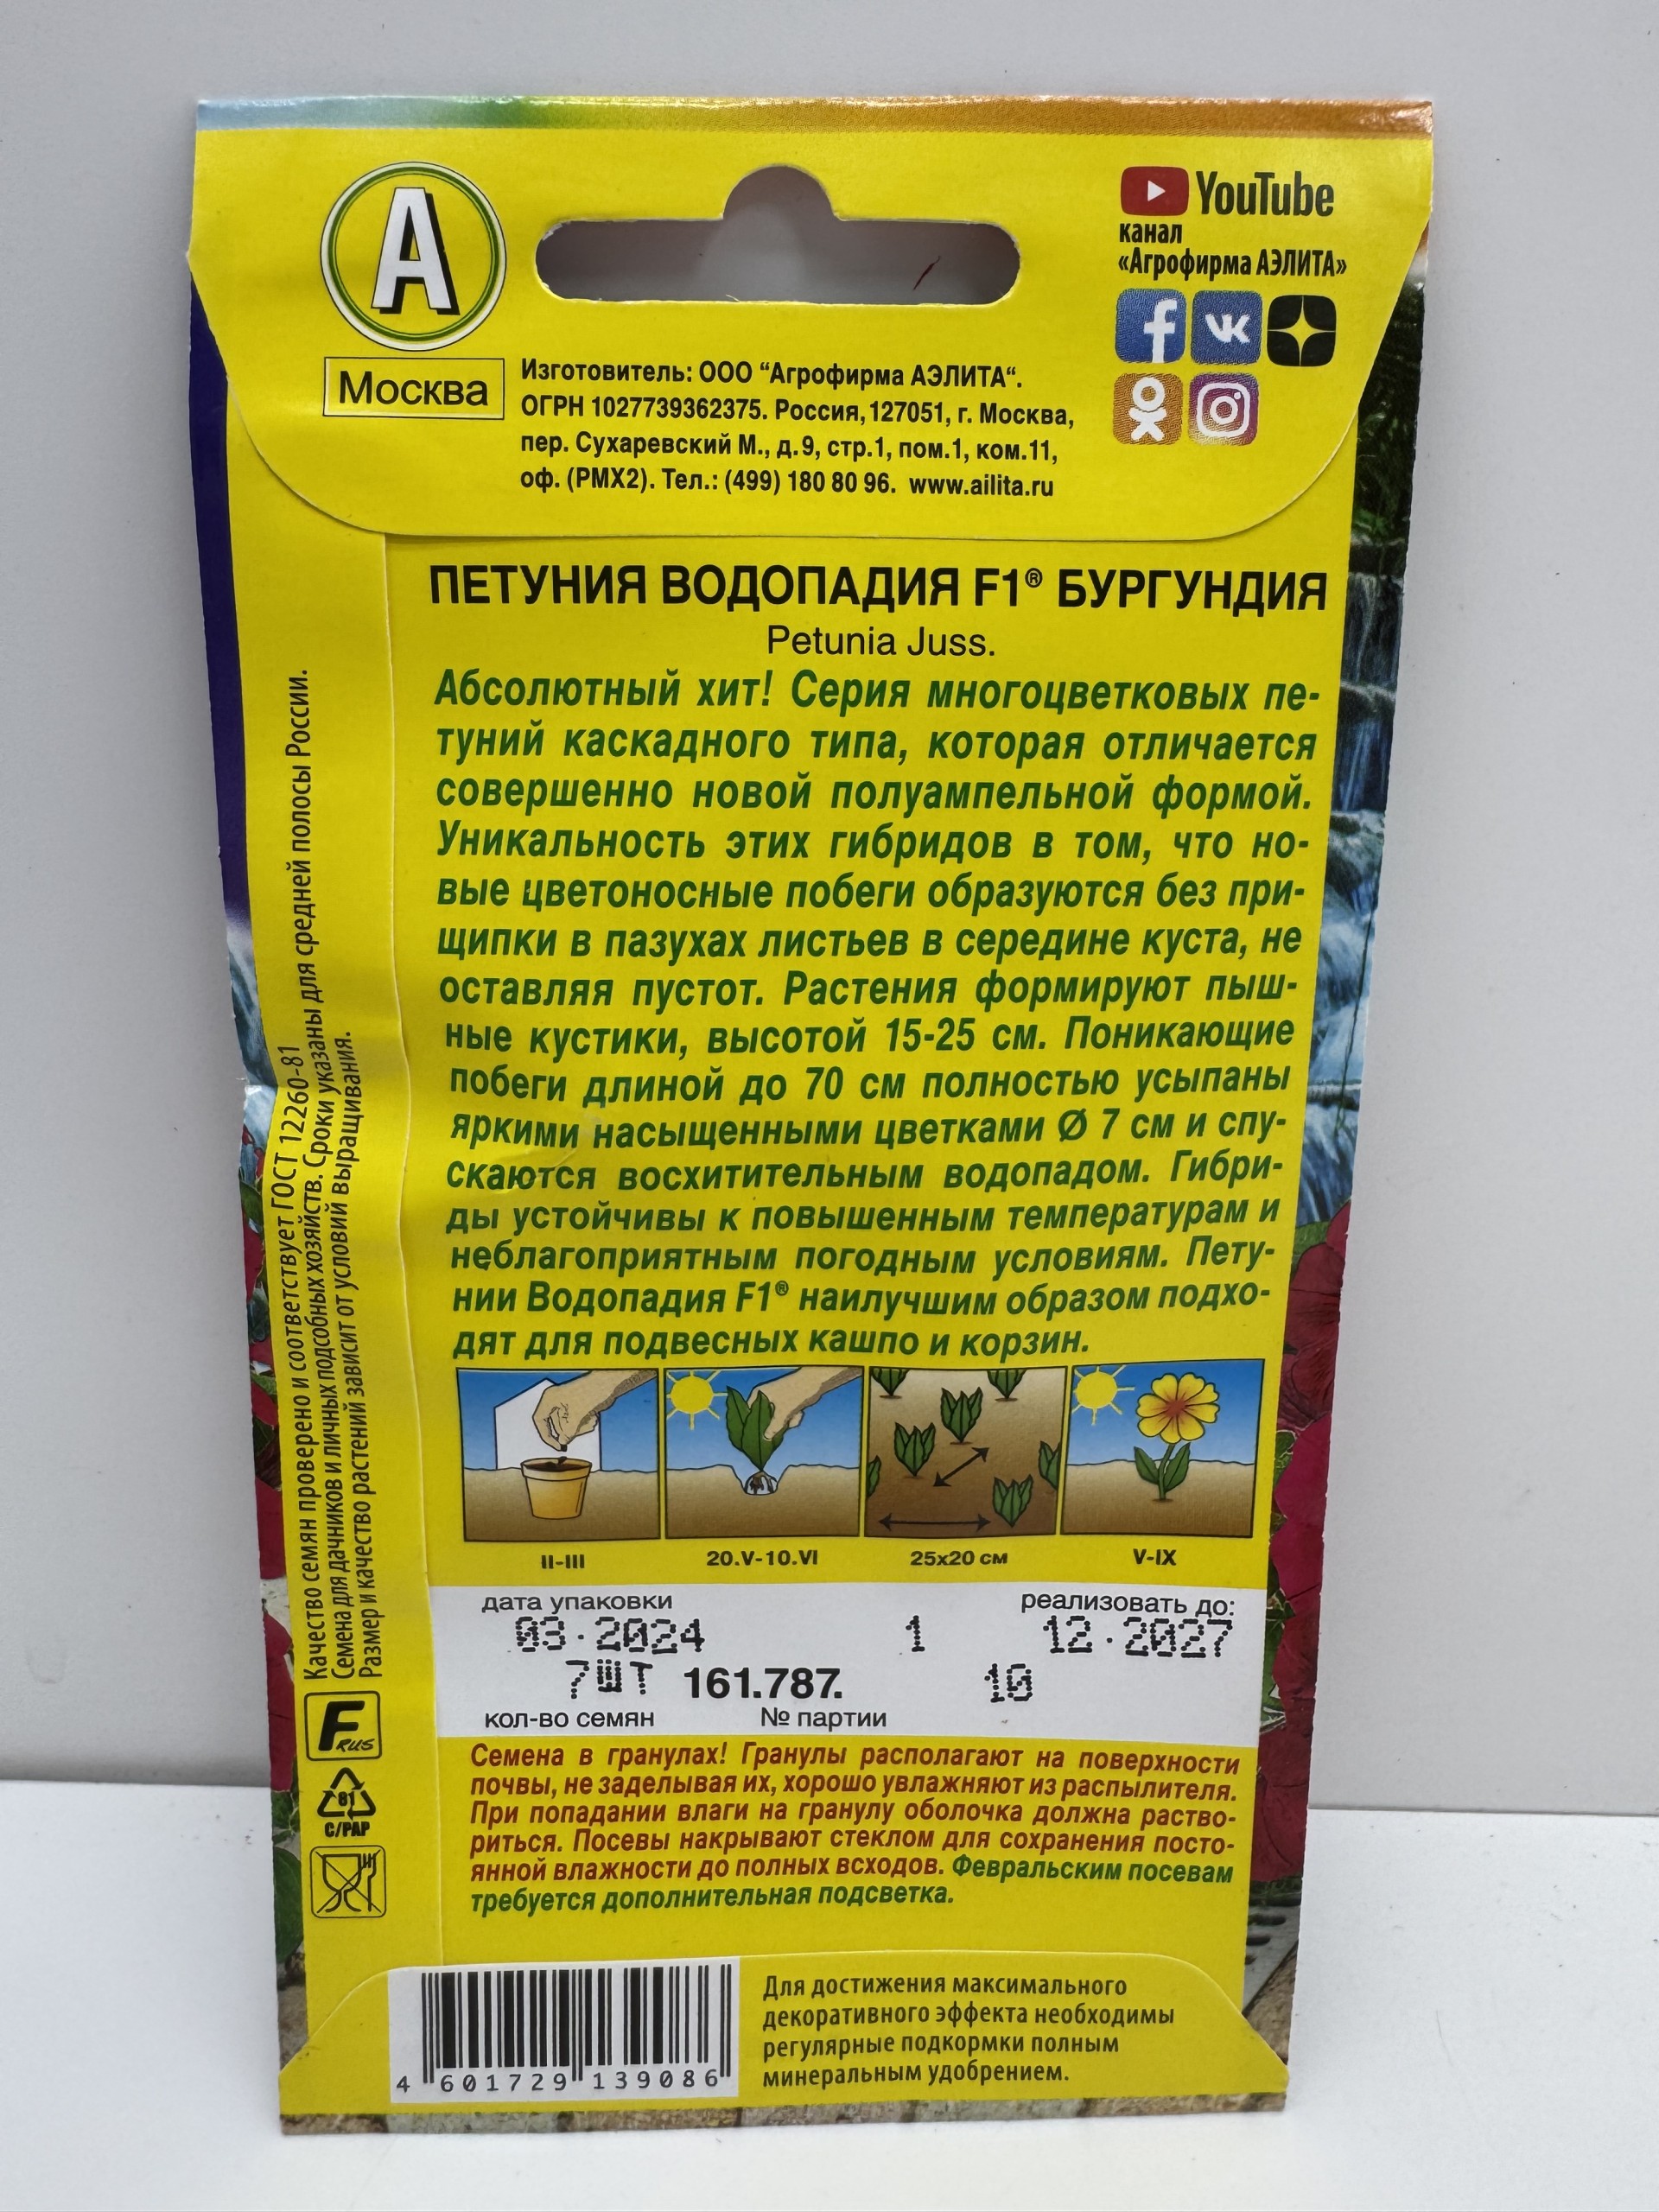 А
Москва
YouTube
канал
«Агрофирма АЭЛИТА»
Изготовитель: ООО “Агрофирма АЭЛИТА“.
ОГРН 1027739362375. Россия, 127051, г. Москва,
пер. Сухаревский М., д.9, стр.1, пом.1, ком.11,
оф. (РМХ2). Тел.: (499) 180 80 96. www.ailita.ru
ПЕТУНИЯ ВОДОПАДИЯ F1® БУРГУНДИЯ
Petunia Juss.
Абсолютный хит! Серия многоцветковых пе-
туний каскадного типа, которая отличается
совершенно новой полуампельной формой.
Уникальность этих гибридов в том, что но-
вые цветоносные побеги образуются без при-
щипки в пазухах листьев в середине куста, не
оставляя пустот. Растения формируют пыш-
ные кустики, высотой 15-25 см. Поникающие
побеги длиной до 70 см полностью усыпаны
яркими насыщенными цветками Ø 7 см и спу-
скаются восхитительным водопадом. Гибри-
ды устойчивы к повышенным температурам и
неблагоприятным погодным условиям. Пету-
нии Водопадия F1® наилучшим образом подхо-
дят для подвесных кашпо и корзин.
II-III 20.V-10.VI 25х20 см V-IX
дата упаковки реализовать до:
03.2024 1 12.2027
7ШТ 161.787. 10
кол-во семян № партии
Семена в гранулах! Гранулы располагают на поверхности
почвы, не заделывая их, хорошо увлажняют из распылителя.
При попадании влаги на гранулу оболочка должна раство-
риться. Посевы накрывают стеклом для сохранения посто-
янной влажности до полных всходов. Февральским посевам
требуется дополнительная подсветка.
Качество семян проверено и соответствует ГОСТ 12260-81
Семена для дачников и личных подсобных хозяйств. Сроки указаны для средней полосы России.
Размер и качество растений зависит от условий выращивания.
F RUS
81
C/PAP
4 601729 139086
Для достижения максимального
декоративного эффекта необходимы
регулярные подкормки полным
минеральным удобрением.